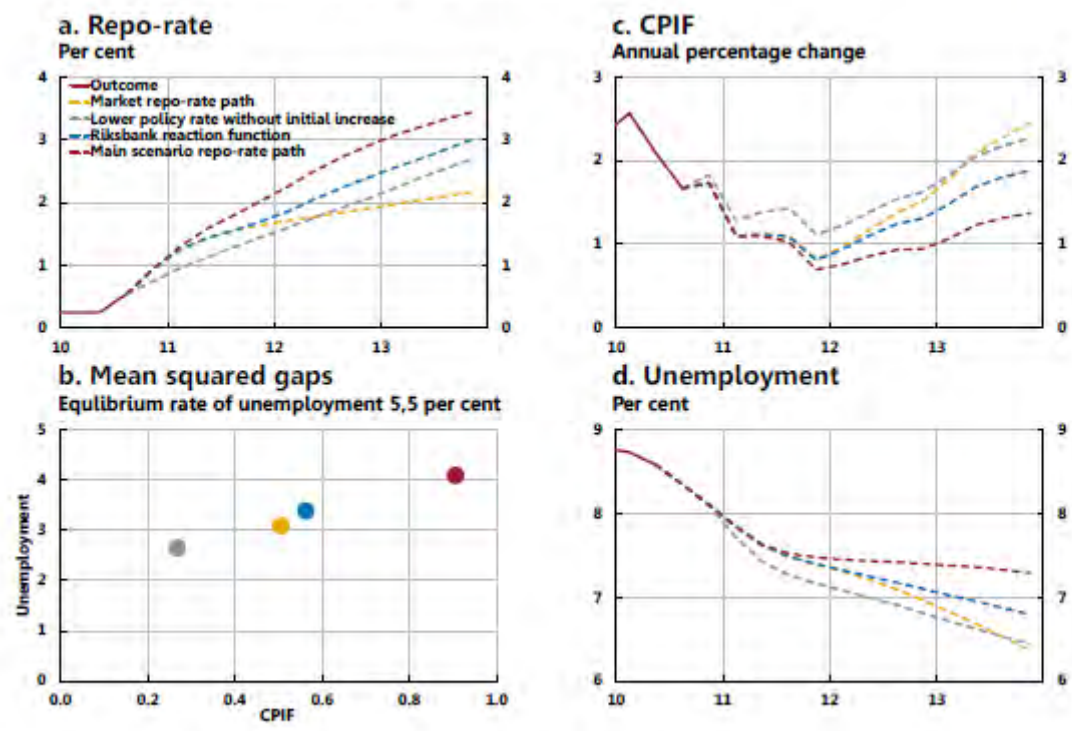 a. Repo-rate
Per cent
4 4
3 3
2 2
1 1
0 0
10 11 12 13
Outcome
Market repo-rate path
Lower policy rate without initial increase
Riksbank reaction function
Main scenario repo-rate path
c. CPIF
Annual percentage change
3 3
2 2
1 1
0 0
10 11 12 13
b. Mean squared gaps
Equlibrium rate of unemployment 5,5 per cent
5
4
3
2
1
0
0.0 0.2 0.4 0.6 0.8 1.0
Unemployment
CPIF
d. Unemployment
Per cent
9 9
8 8
7 7
6 6
10 11 12 13